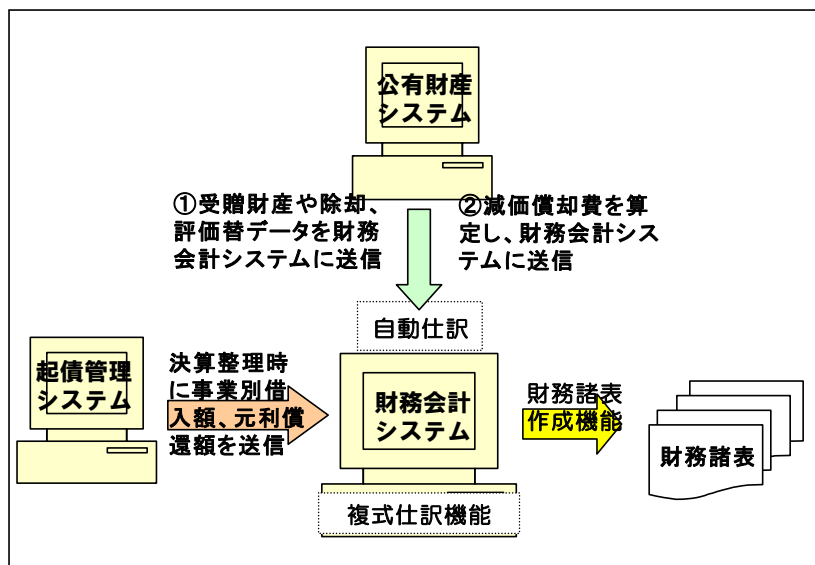 公有財産
システム
①受贈財産や除却、
評価替データを財務
会計システムに送信
②減価償却費を算
定し、財務会計シス
テムに送信
自動仕訳
起債管理
システム
決算整理時
に事業別借
入額、元利償
還額を送信
財務会計
システム
複式仕訳機能
財務諸表
作成機能
財務諸表